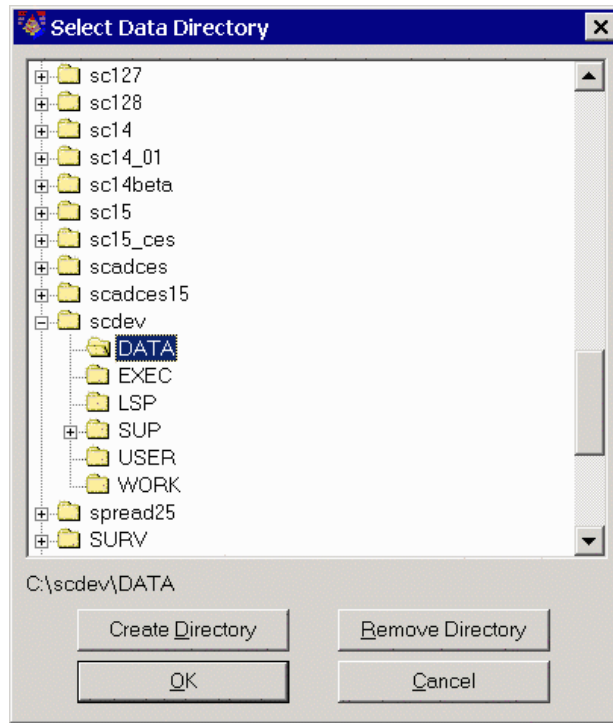 Select Data Directory
sc127
sc128
sc14
sc14_01
sc14beta
sc15
sc15_ces
scadces
scadces15
scdev
DATA
EXEC
LSP
SUP
USER
WORK
spread25
SURV
C:\scdev\DATA
Create Directory Remove Directory
OK Cancel